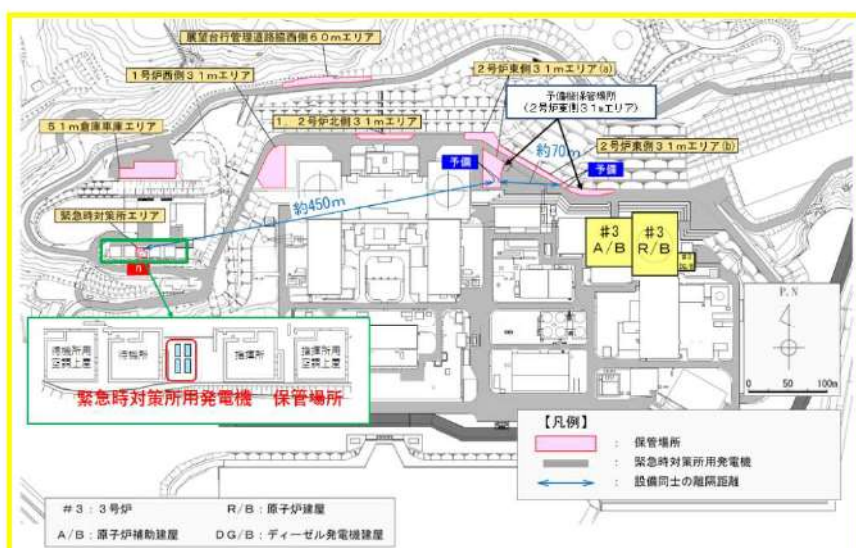 展望台行管理道路脇西側60mエリア
1号炉西側31mエリア
2号炉東側31mエリア(a)
予備機保管場所
(2号炉東側31mエリア)
51m倉庫車庫エリア
1、2号炉北側31mエリア
2号炉東側31mエリア(b)
約70m
予備
予備
約450m
緊急時対策所エリア
n
#3
A/B
#3
R/B
#3
P.N
待機所用
空調上屋
待機所
指揮所
指揮所用
空調上屋
緊急時対策所用発電機 保管場所
0 50 100m
【凡例】
: 保管場所
: 緊急時対策所用発電機
: 設備同士の離隔距離
#3:3号炉
R/B:原子炉建屋
A/B:原子炉補助建屋
DG/B:ディーゼル発電機建屋